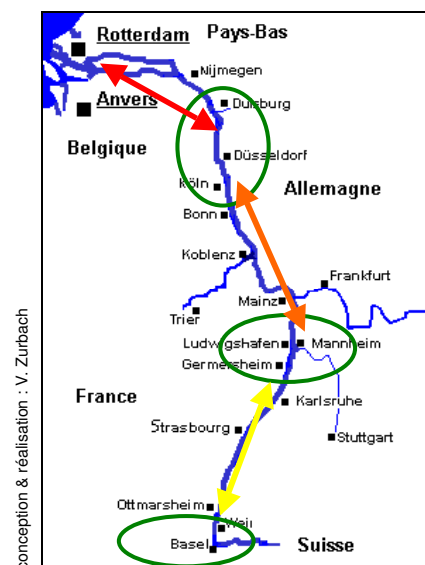 Rotterdam
Pays-Bas
Nijmegen
Anvers
Duisburg
Belgique
Düsseldorf
Köln
Allemagne
Bonn
Koblenz
Frankfurt
Mainz
Trier
Ludwigshafen
Mannheim
Germersheim
France
Karlsruhe
Strasbourg
Stuttgart
Ottmarsheim
Weil
Basel
Suisse
conception & réalisation : V. Zurbach